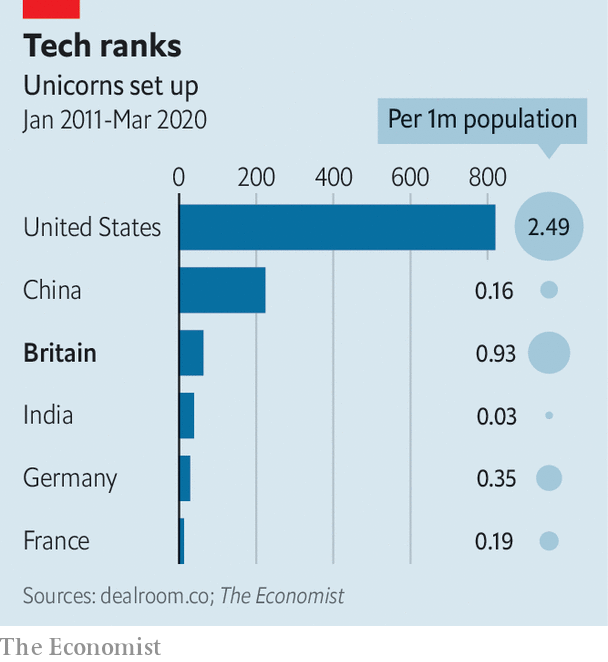 Tech ranks
Unicorns set up
Jan 2011-Mar 2020
Per 1m population
0 200 400 600 800
United States 2.49
China 0.16
Britain 0.93
India 0.03
Germany 0.35
France 0.19
Sources: dealroom.co; The Economist
The Economist